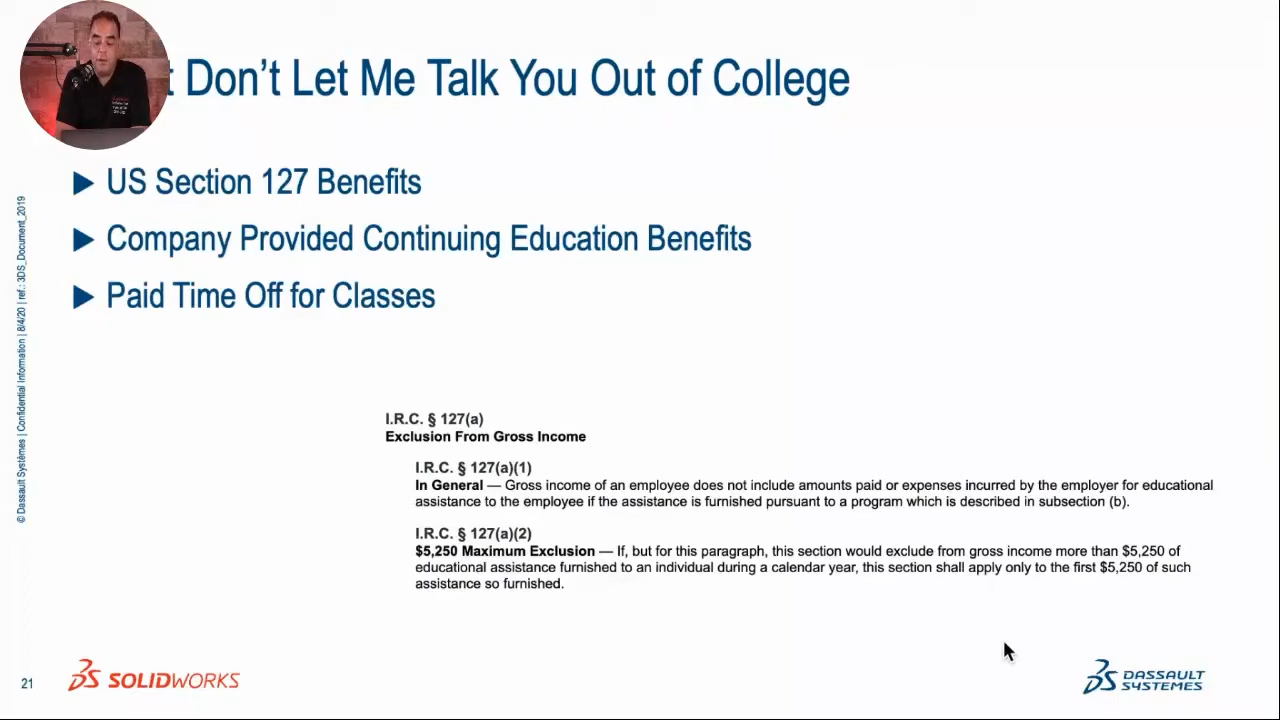 t Don't Let Me Talk You Out of College
US Section 127 Benefits
Company Provided Continuing Education Benefits
Paid Time Off for Classes
I.R.C. § 127(a)
Exclusion From Gross Income
I.R.C. § 127(a)(1)
In General — Gross income of an employee does not include amounts paid or expenses incurred by the employer for educational
assistance to the employee if the assistance is furnished pursuant to a program which is described in subsection (b).
I.R.C. § 127(a)(2)
$5,250 Maximum Exclusion — If, but for this paragraph, this section would exclude from gross income more than $5,250 of
educational assistance furnished to an individual during a calendar year, this section shall apply only to the first $5,250 of such
assistance so furnished.
© Dassault Systèmes | Confidential Information | 8/4/20 | ref.: 3DS_Document_2019
21
SOLIDWORKS
DASSAULT
SYSTEMES